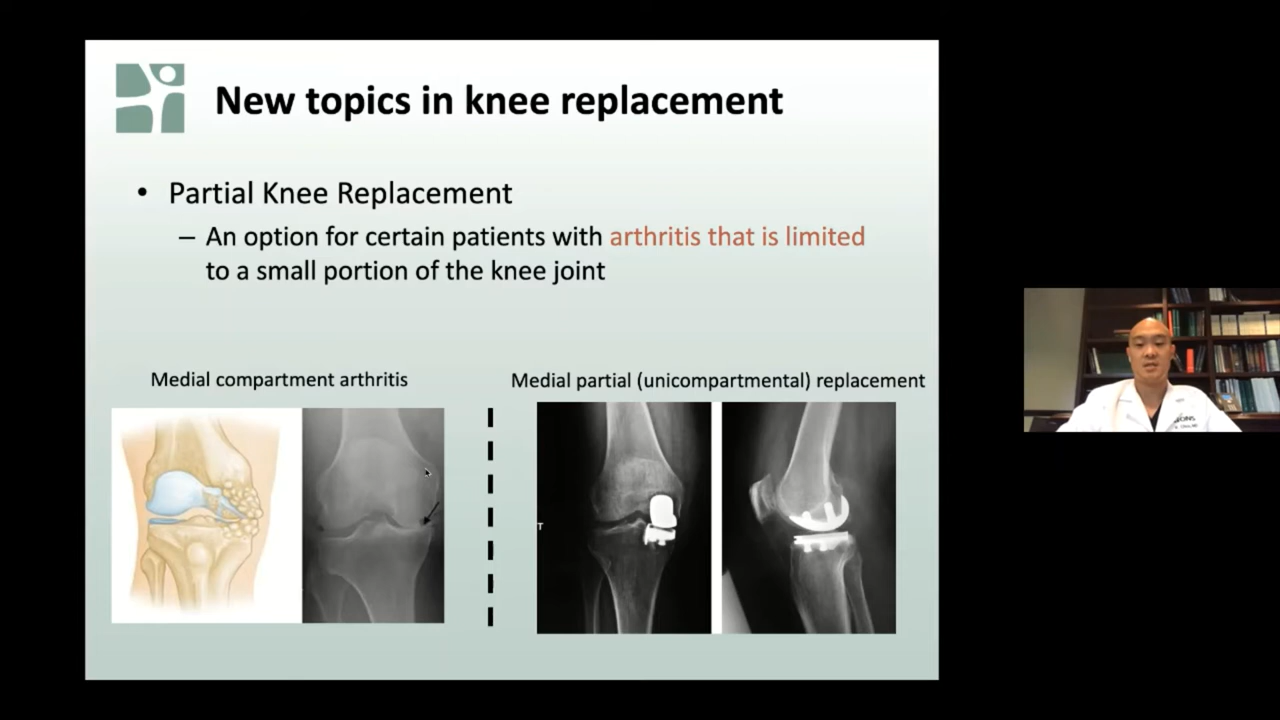 New topics in knee replacement
• Partial Knee Replacement
– An option for certain patients with arthritis that is limited
to a small portion of the knee joint
Medial compartment arthritis
Medial partial (unicompartmental) replacement
T